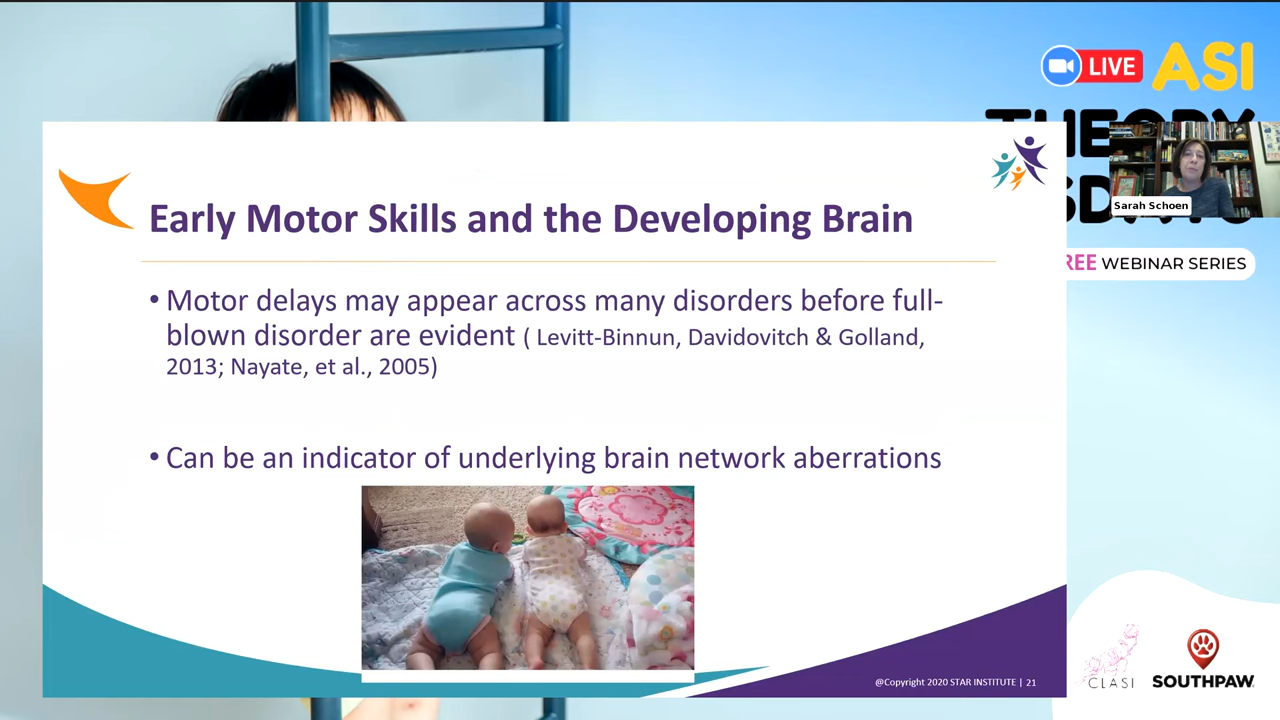 LIVE ASI
Sarah Schoen
REE WEBINAR SERIES
Early Motor Skills and the Developing Brain
• Motor delays may appear across many disorders before full-
blown disorder are evident ( Levitt-Binnun, Davidovitch & Golland,
2013; Nayate, et al., 2005)
• Can be an indicator of underlying brain network aberrations
@Copyright 2020 STAR INSTITUTE | 21
CLASI
SOUTHPAW